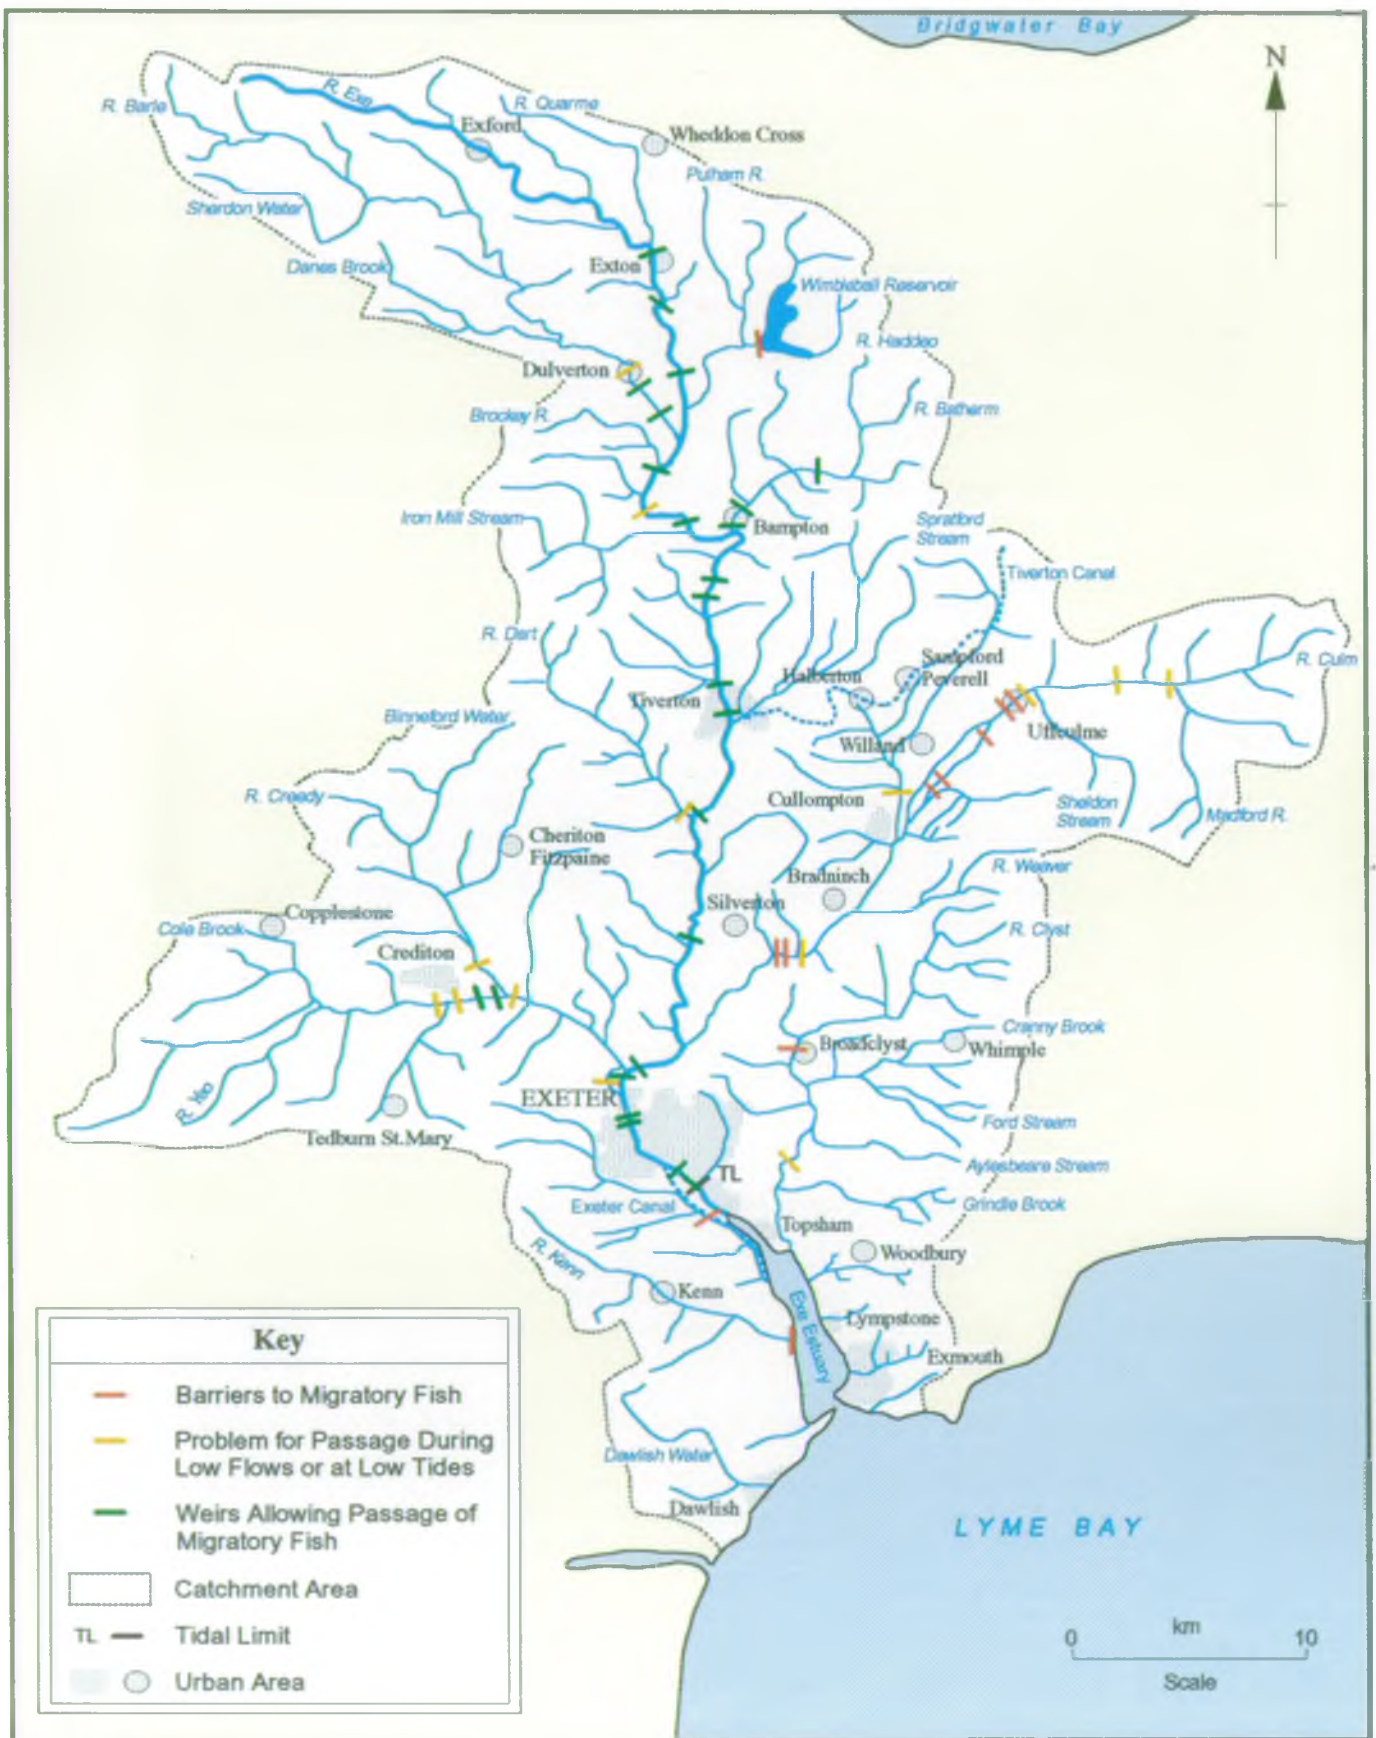 Bridgwater Bay
N
R. Barle
R. Exe
R. Quarme
Exford
Wheddon Cross
Pulham R.
Sherdon Water
Danes Brook
Exton
Wimbleball Reservoir
R. Haddeo
Dulverton
Brockey R.
R. Batherm
Iron Mill Stream
Bampton
Spratford
Stream
Tiverton Canal
R. Dart
Halberton
Sampford
Peverell
R. Culm
Tiverton
Binneford Water
Willand
Uffculme
R. Creedy
Cullompton
Sheldon
Stream
Madford R.
Cheriton
Fitzpaine
R. Weaver
Bradninch
Silverton
Copplestone
Cole Brook
R. Clyst
Crediton
Cranny Brook
Broadclyst
Whimple
R. Yeo
EXETER
Ford Stream
Tedburn St.Mary
Aylesbeare Stream
TL
Exeter Canal
Grindle Brook
Topsham
Woodbury
R. Kenn
Kenn
Exe Estuary
Lympstone
Exmouth
Dawlish Water
Dawlish
LYME BAY
Key
Barriers to Migratory Fish
Problem for Passage During
Low Flows or at Low Tides
Weirs Allowing Passage of
Migratory Fish
Catchment Area
TL Tidal Limit
Urban Area
km
0 10
Scale